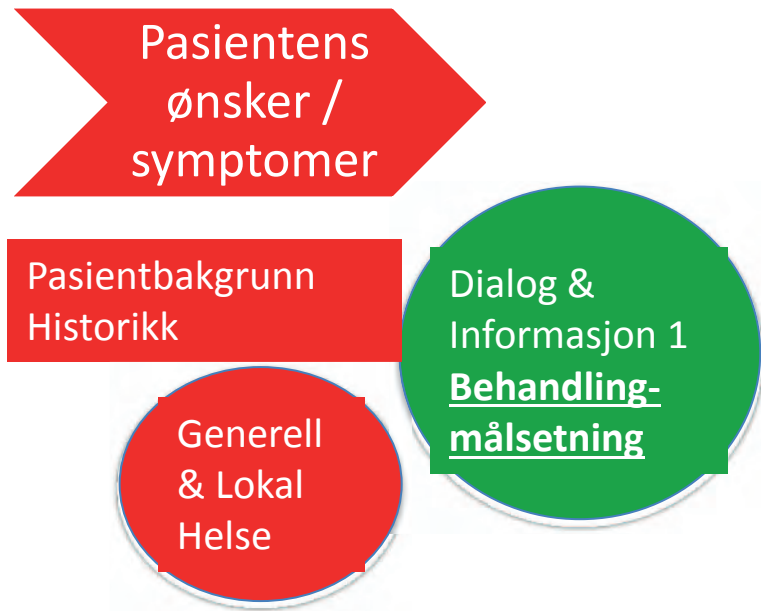 Pasientens
ønsker /
symptomer
Pasientbakgrunn
Historikk
Dialog &
Informasjon 1
Behandling-
målsetning
Generell
& Lokal
Helse